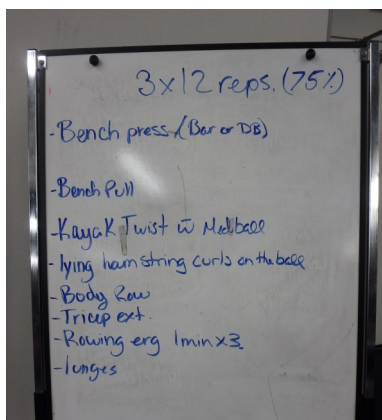 3x12 reps. (75%)
-Bench press (Bar or DB)
-Bench Pull
-Kayak Twist w̄ Medball
-lying hamstring curls on the ball
-Body Row
-Tricep ext.
-Rowing erg 1min x3.
-lunges